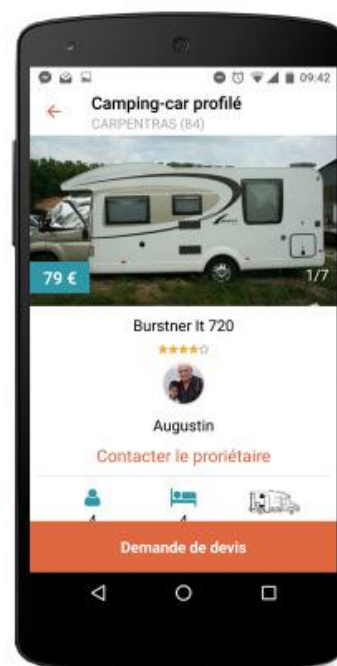 09:42
Camping-car profilé
CARPENTRAS (84)
79 €
1/7
Burstner It 720
Augustin
Contacter le proriétaire
4
4
Demande de devis